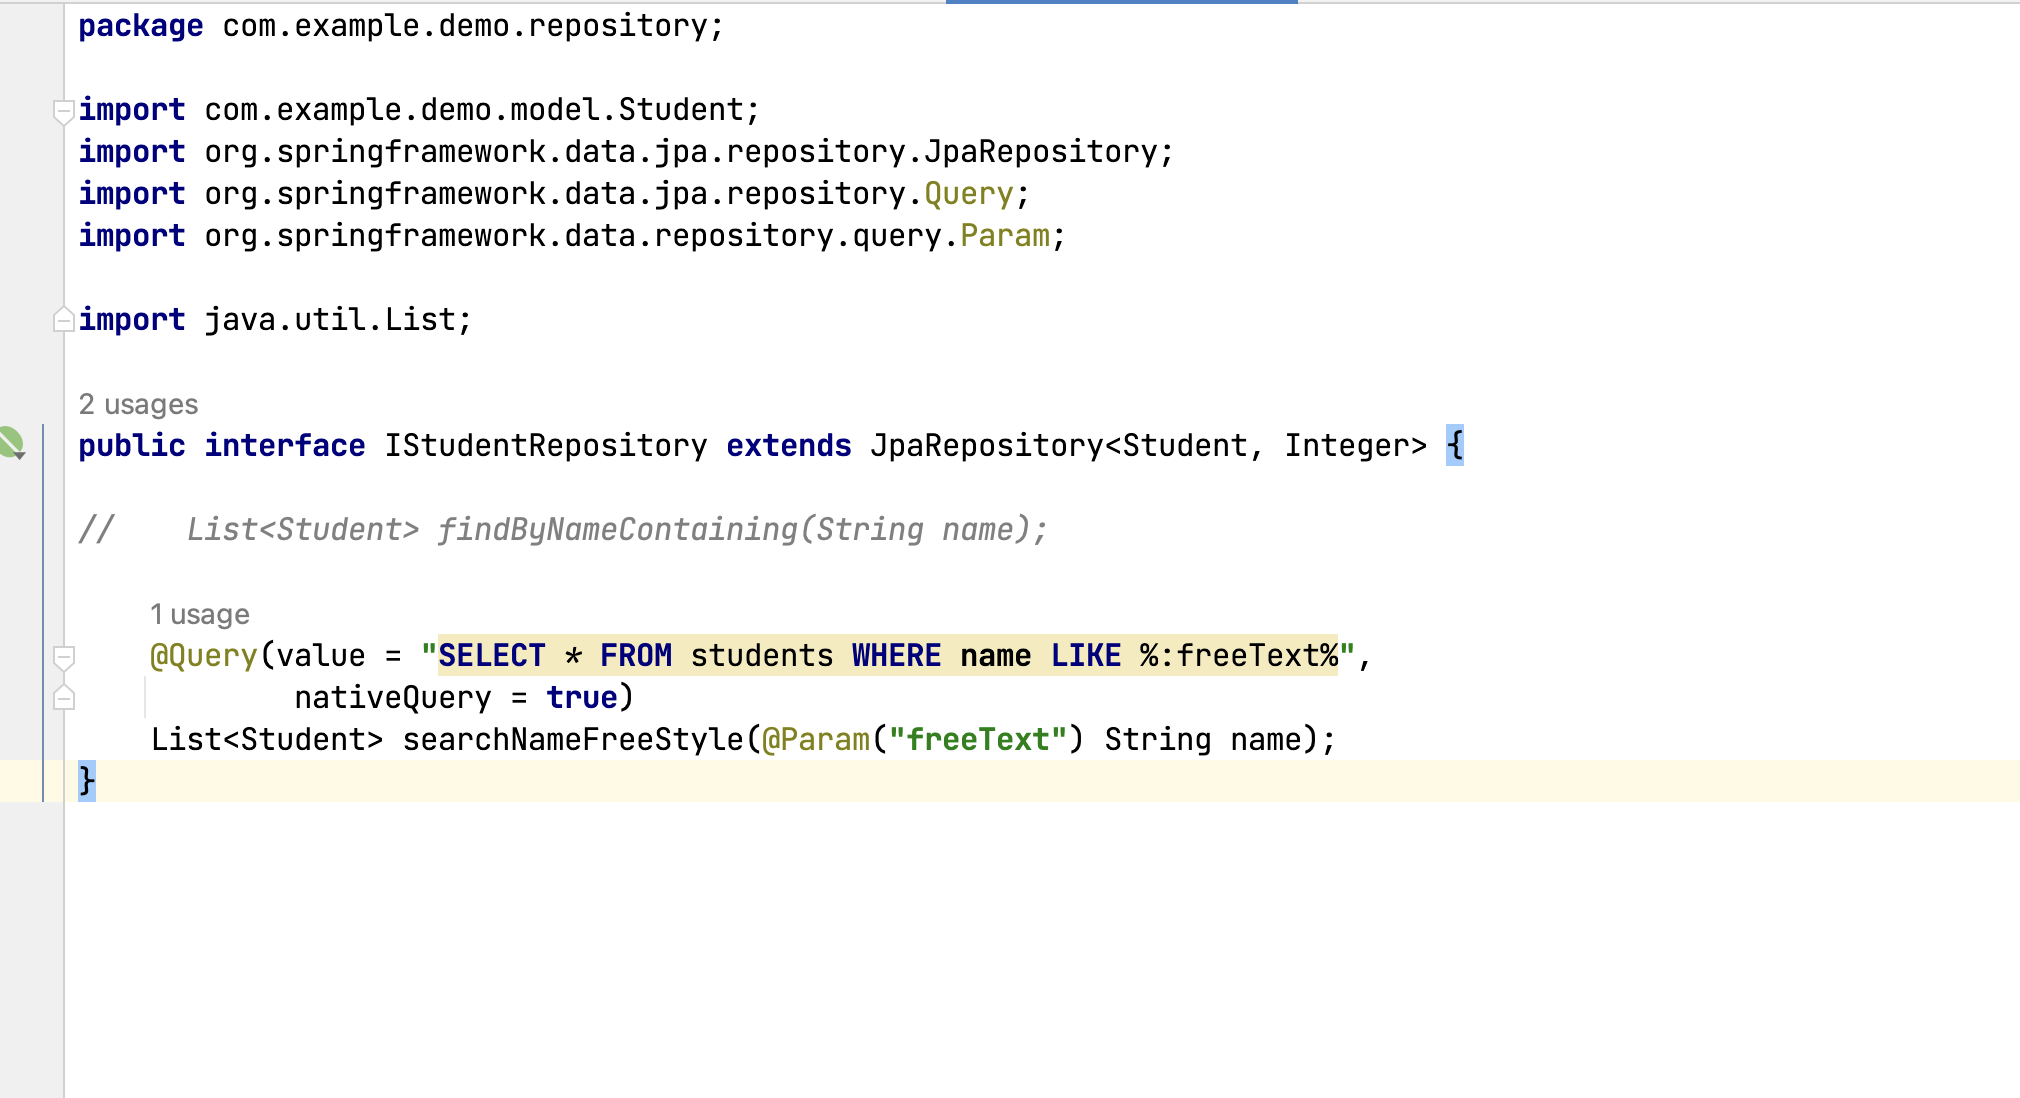 package com.example.demo.repository;
import com.example.demo.model.Student;
import org.springframework.data.jpa.repository.JpaRepository;
import org.springframework.data.jpa.repository.Query;
import org.springframework.data.repository.query.Param;
import java.util.List;
2 usages
public interface IStudentRepository extends JpaRepository<Student, Integer> {
//    List<Student> findByNameContaining(String name);
1 usage
@Query(value = "SELECT * FROM students WHERE name LIKE %:freeText%",
nativeQuery = true)
List<Student> searchNameFreeStyle(@Param("freeText") String name);
}